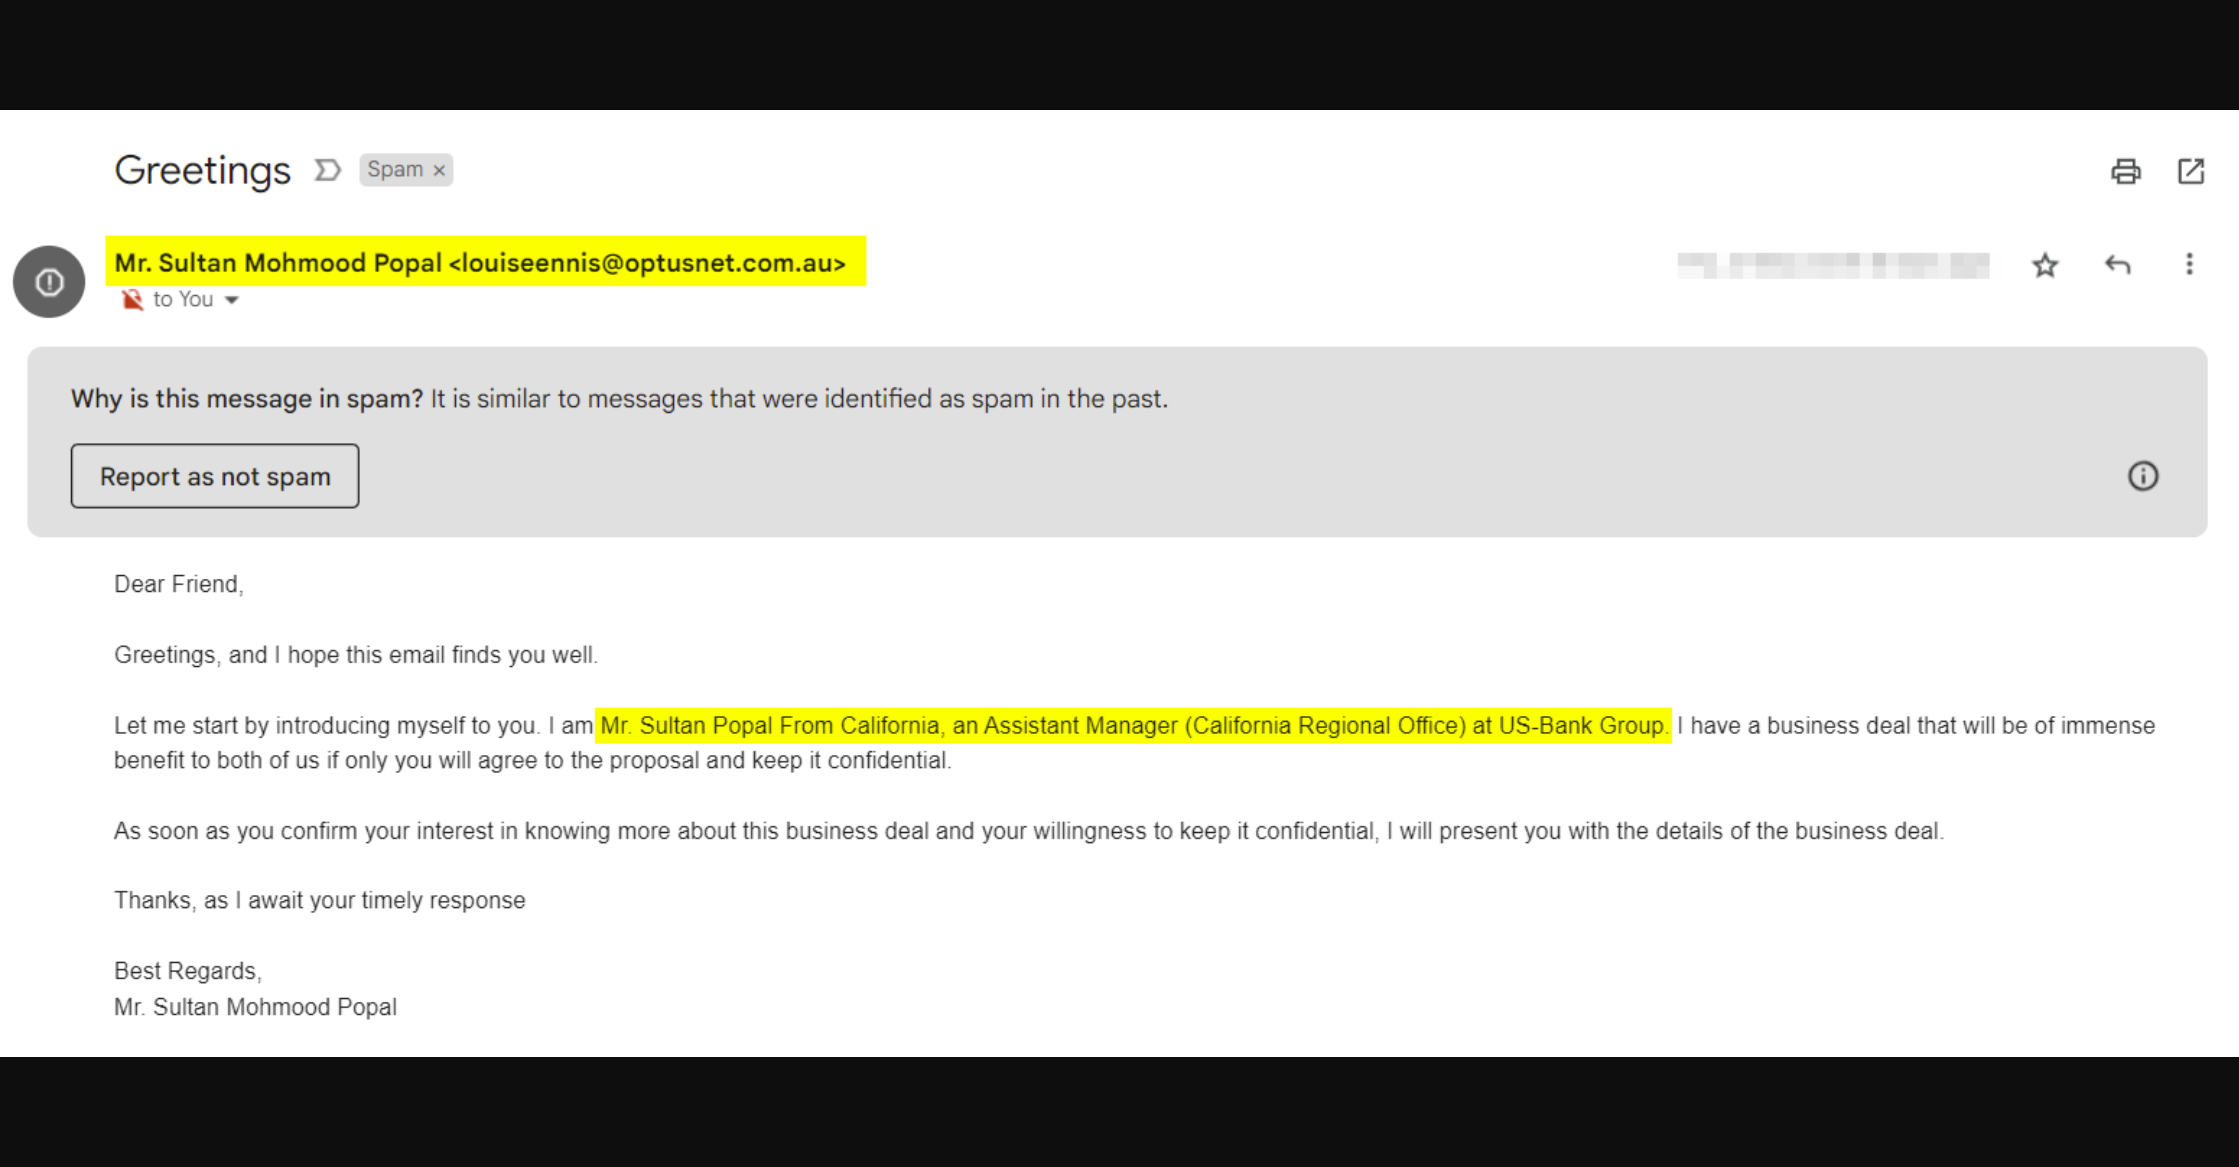 Greetings Spam ×
Mr. Sultan Mohmood Popal <louiseennis@optusnet.com.au>
to You
Why is this message in spam? It is similar to messages that were identified as spam in the past.
Report as not spam
Dear Friend,
Greetings, and I hope this email finds you well.
Let me start by introducing myself to you. I am Mr. Sultan Popal From California, an Assistant Manager (California Regional Office) at US-Bank Group. I have a business deal that will be of immense
benefit to both of us if only you will agree to the proposal and keep it confidential.
As soon as you confirm your interest in knowing more about this business deal and your willingness to keep it confidential, I will present you with the details of the business deal.
Thanks, as I await your timely response
Best Regards,
Mr. Sultan Mohmood Popal